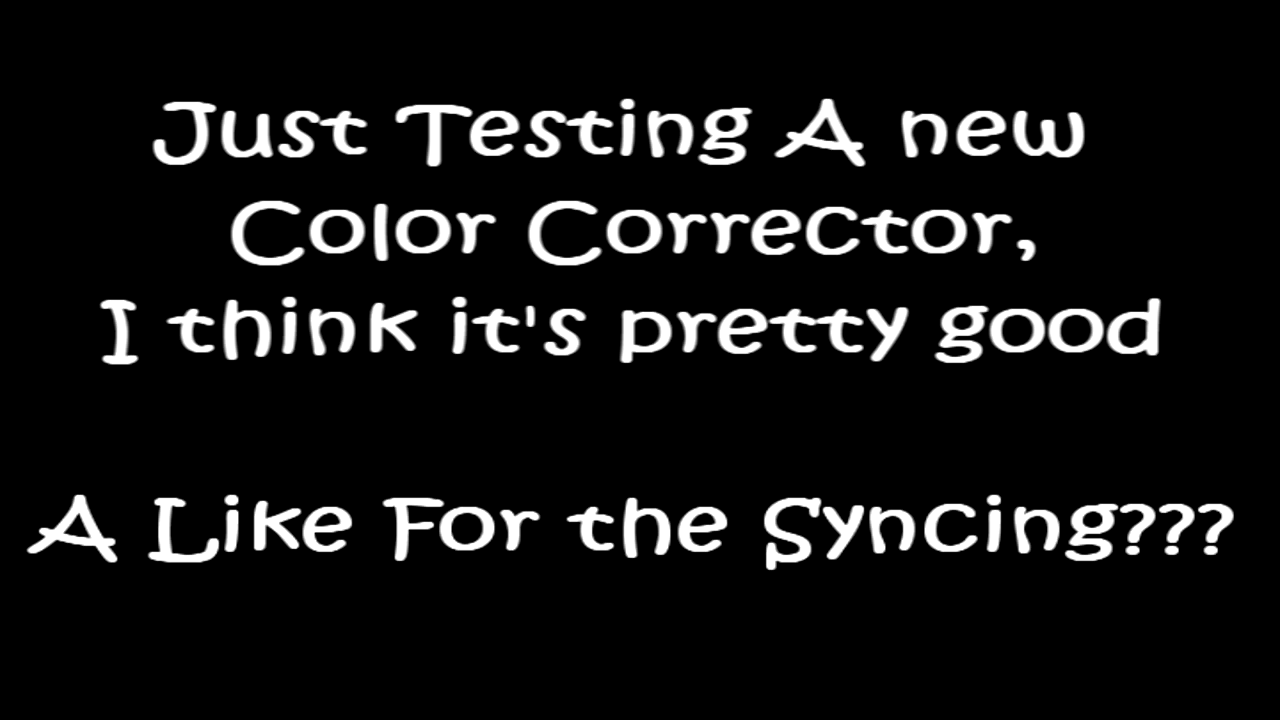 Just Testing A new
Color Corrector,
I think it's pretty good
A Like For the Syncing???